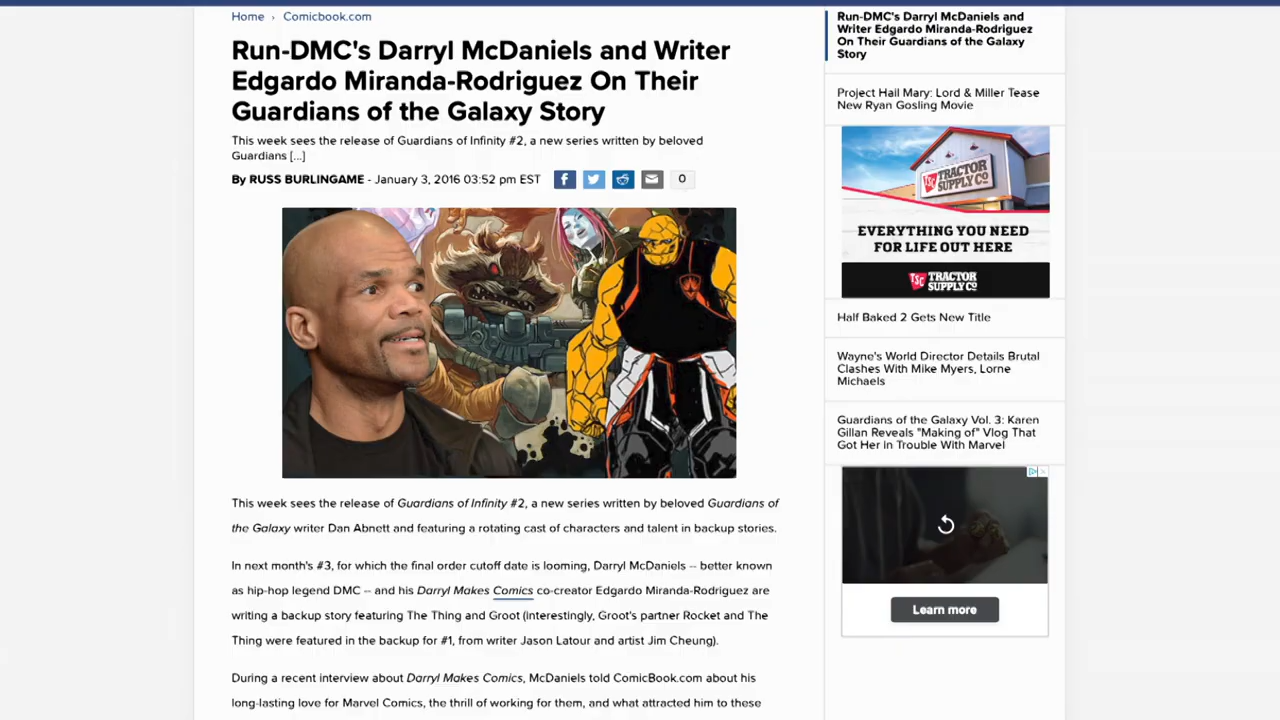 Home › Comicbook.com
Run-DMC's Darryl McDaniels and Writer
Edgardo Miranda-Rodriguez On Their
Guardians of the Galaxy Story
This week sees the release of Guardians of Infinity #2, a new series written by beloved
Guardians [...]
By RUSS BURLINGAME - January 3, 2016 03:52 pm EST
0
This week sees the release of Guardians of Infinity #2, a new series written by beloved Guardians of
the Galaxy writer Dan Abnett and featuring a rotating cast of characters and talent in backup stories.
In next month's #3, for which the final order cutoff date is looming, Darryl McDaniels -- better known
as hip-hop legend DMC -- and his Darryl Makes Comics co-creator Edgardo Miranda-Rodriguez are
writing a backup story featuring The Thing and Groot (interestingly, Groot's partner Rocket and The
Thing were featured in the backup for #1, from writer Jason Latour and artist Jim Cheung).
During a recent interview about Darryl Makes Comics, McDaniels told ComicBook.com about his
long-lasting love for Marvel Comics, the thrill of working for them, and what attracted him to these
Run-DMC's Darryl McDaniels and
Writer Edgardo Miranda-Rodriguez
On Their Guardians of the Galaxy
Story
Project Hail Mary: Lord & Miller Tease
New Ryan Gosling Movie
TSC TRACTOR
SUPPLY CO
EVERYTHING YOU NEED
FOR LIFE OUT HERE
TSC TRACTOR
SUPPLY CO
Half Baked 2 Gets New Title
Wayne's World Director Details Brutal
Clashes With Mike Myers, Lorne
Michaels
Guardians of the Galaxy Vol. 3: Karen
Gillan Reveals "Making of" Vlog That
Got Her in Trouble With Marvel
Learn more